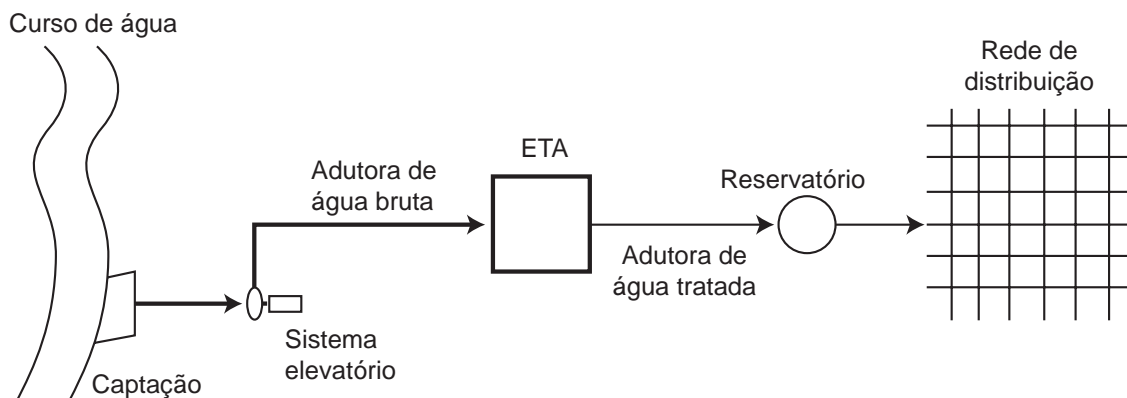 Curso de água
Captação
Sistema
elevatório
Adutora de
água bruta
ETA
Adutora de
água tratada
Reservatório
Rede de
distribuição